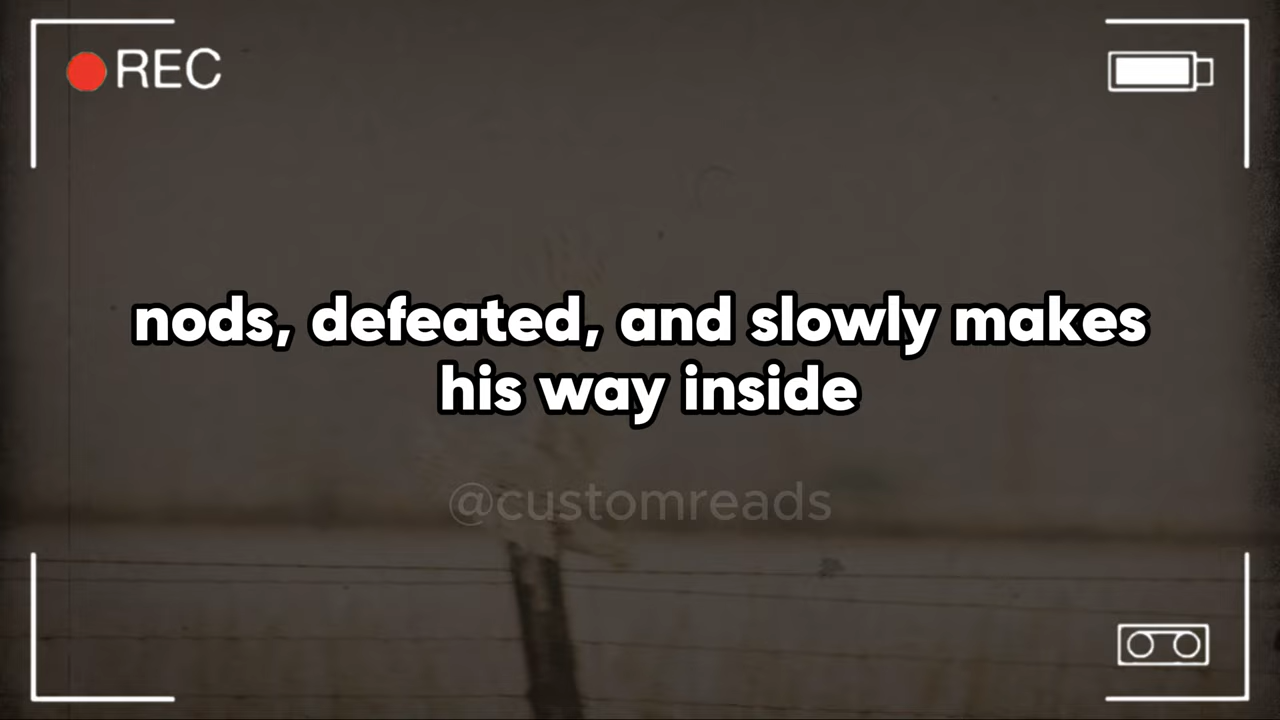 REC
nods, defeated, and slowly makes
his way inside
@customreads